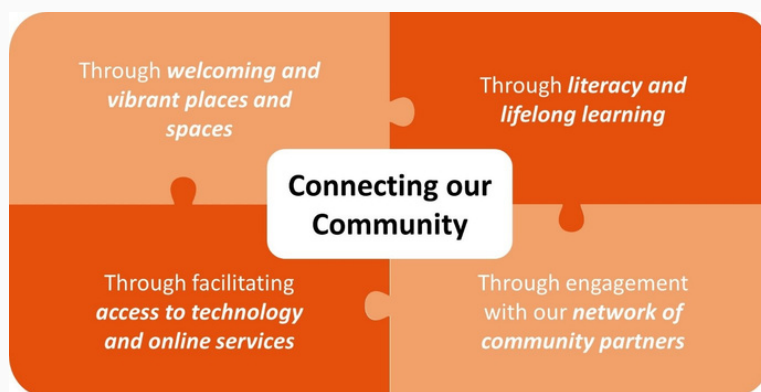 Through welcoming and
vibrant places and
spaces
Through literacy and
lifelong learning
Connecting our
Community
Through facilitating
access to technology
and online services
Through engagement
with our network of
community partners